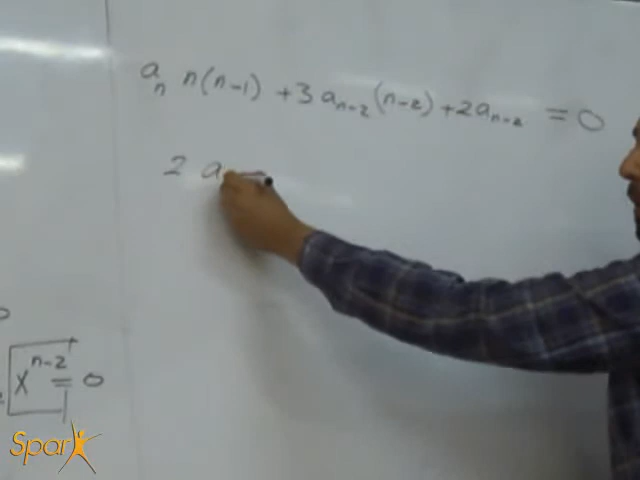 aₙ n(n-1) +3 aₙ₋₂(n-2) +2aₙ₋₂ = 0
2 a
xⁿ⁻² = 0
Spark